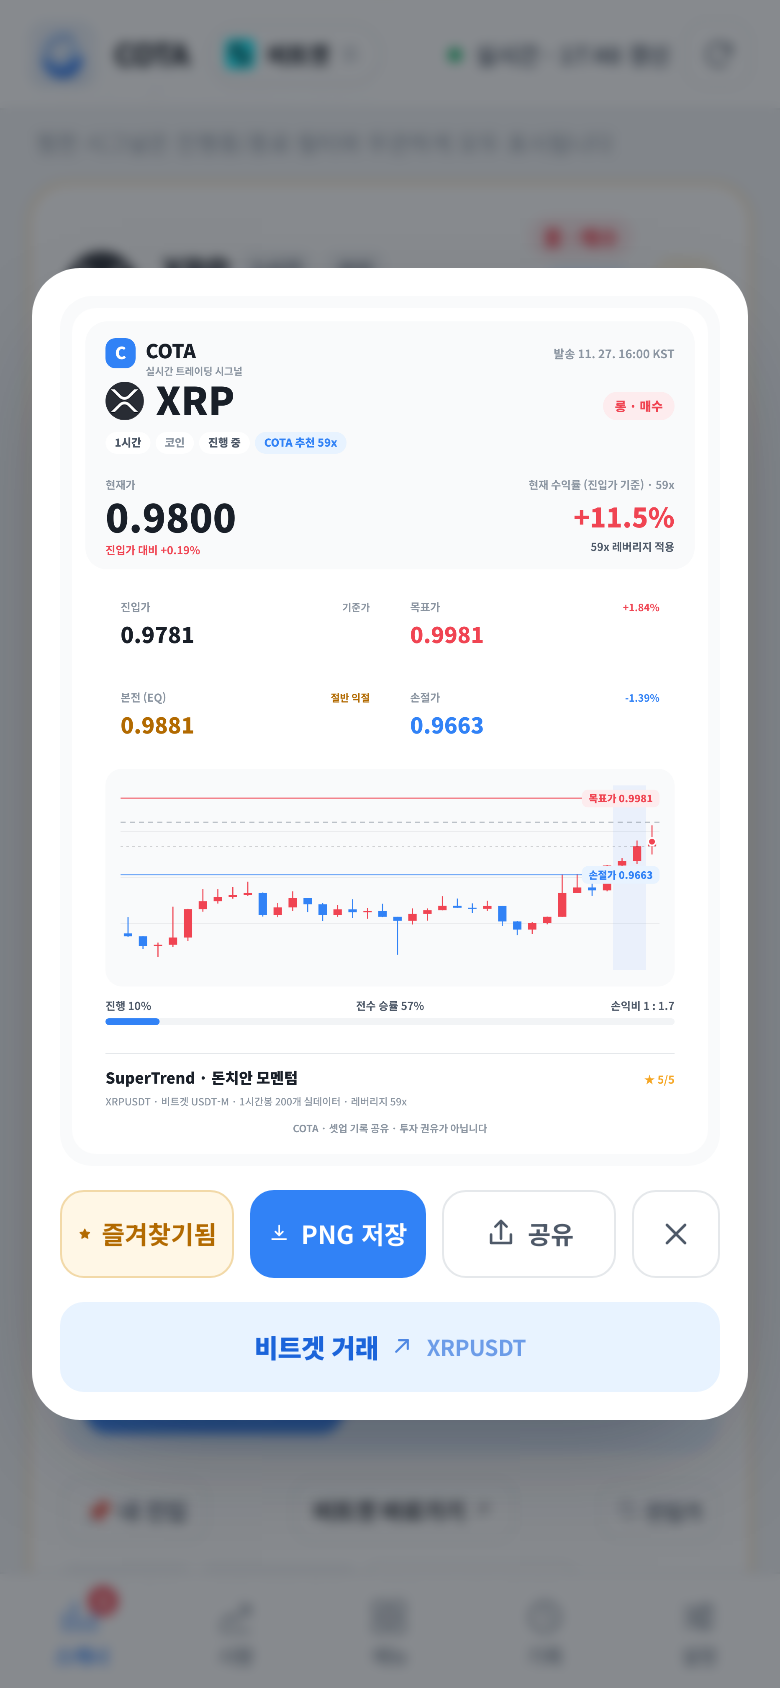 COTA
C
COTA
발송 11. 27. 16:00 KST
실시간 트레이딩 시그널
XRP
롱 · 매수
1시간 코인 진행 중 COTA 추천 59x
현재가
현재 수익률 (진입가 기준) · 59x
0.9800
+11.5%
진입가 대비 +0.19%
59x 레버리지 적용
진입가 기준가
0.9781
목표가 +1.84%
0.9981
본전 (EQ) 절반 익절
0.9881
손절가 -1.39%
0.9663
목표가 0.9981
손절가 0.9663
진행 10% 전수 승률 57% 손익비 1 : 1.7
SuperTrend · 돈치안 모멘텀
★ 5/5
XRPUSDT · 비트겟 USDT-M · 1시간봉 200개 실데이터 · 레버리지 59x
COTA · 셋업 기록 공유 · 투자 권유가 아닙니다
★ 즐겨찾기됨
PNG 저장
공유
비트겟 거래 ↗ XRPUSDT